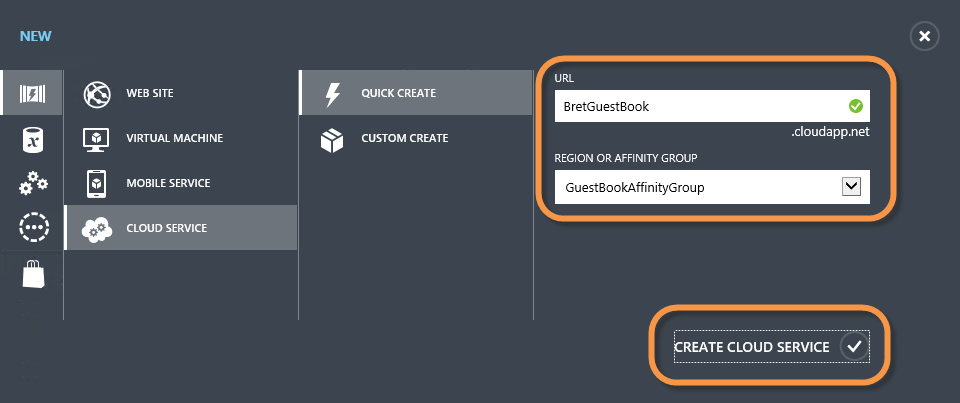 NEW
WEB SITE
VIRTUAL MACHINE
MOBILE SERVICE
CLOUD SERVICE
QUICK CREATE
CUSTOM CREATE
URL
BretGuestBook
.cloudapp.net
REGION OR AFFINITY GROUP
GuestBookAffinityGroup
CREATE CLOUD SERVICE